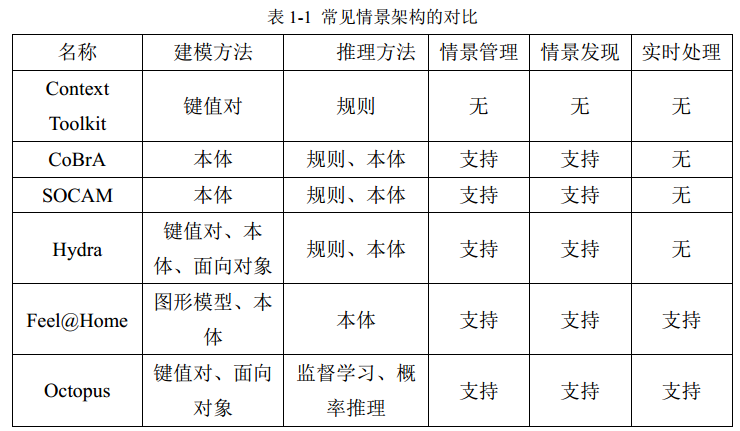 表 1-1 常见情景架构的对比
名称 建模方法 推理方法 情景管理 情景发现 实时处理
Context
Toolkit 键值对 规则 无 无 无
CoBrA 本体 规则、本体 支持 支持 无
SOCAM 本体 规则、本体 支持 支持 无
Hydra 键值对、本
体、面向对象 规则、本体 支持 支持 无
Feel@Home 图形模型、本
体 本体 支持 支持 支持
Octopus 键值对、面向
对象 监督学习、概
率推理 支持 支持 支持